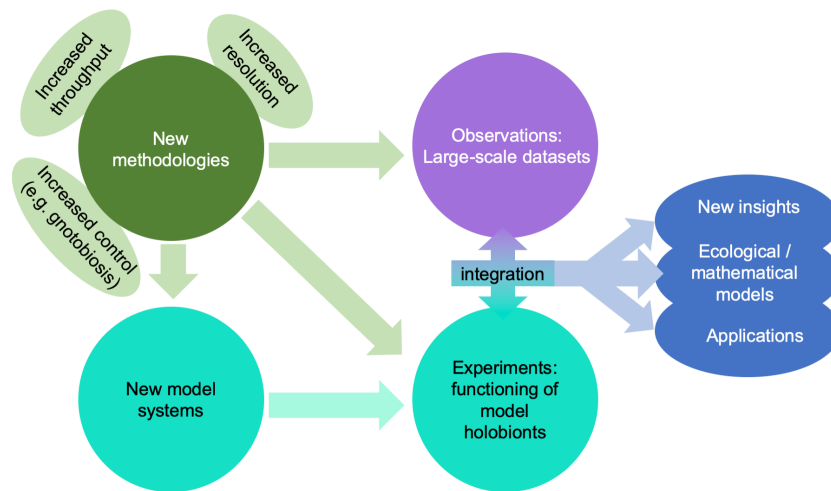 Increased
throughput
Increased
resolution
New
methodologies
Increased control
(e.g. gnotobiosis)
Observations:
Large-scale datasets
integration
New insights
Ecological /
mathematical
models
Applications
New model
systems
Experiments:
functioning of
model
holobionts